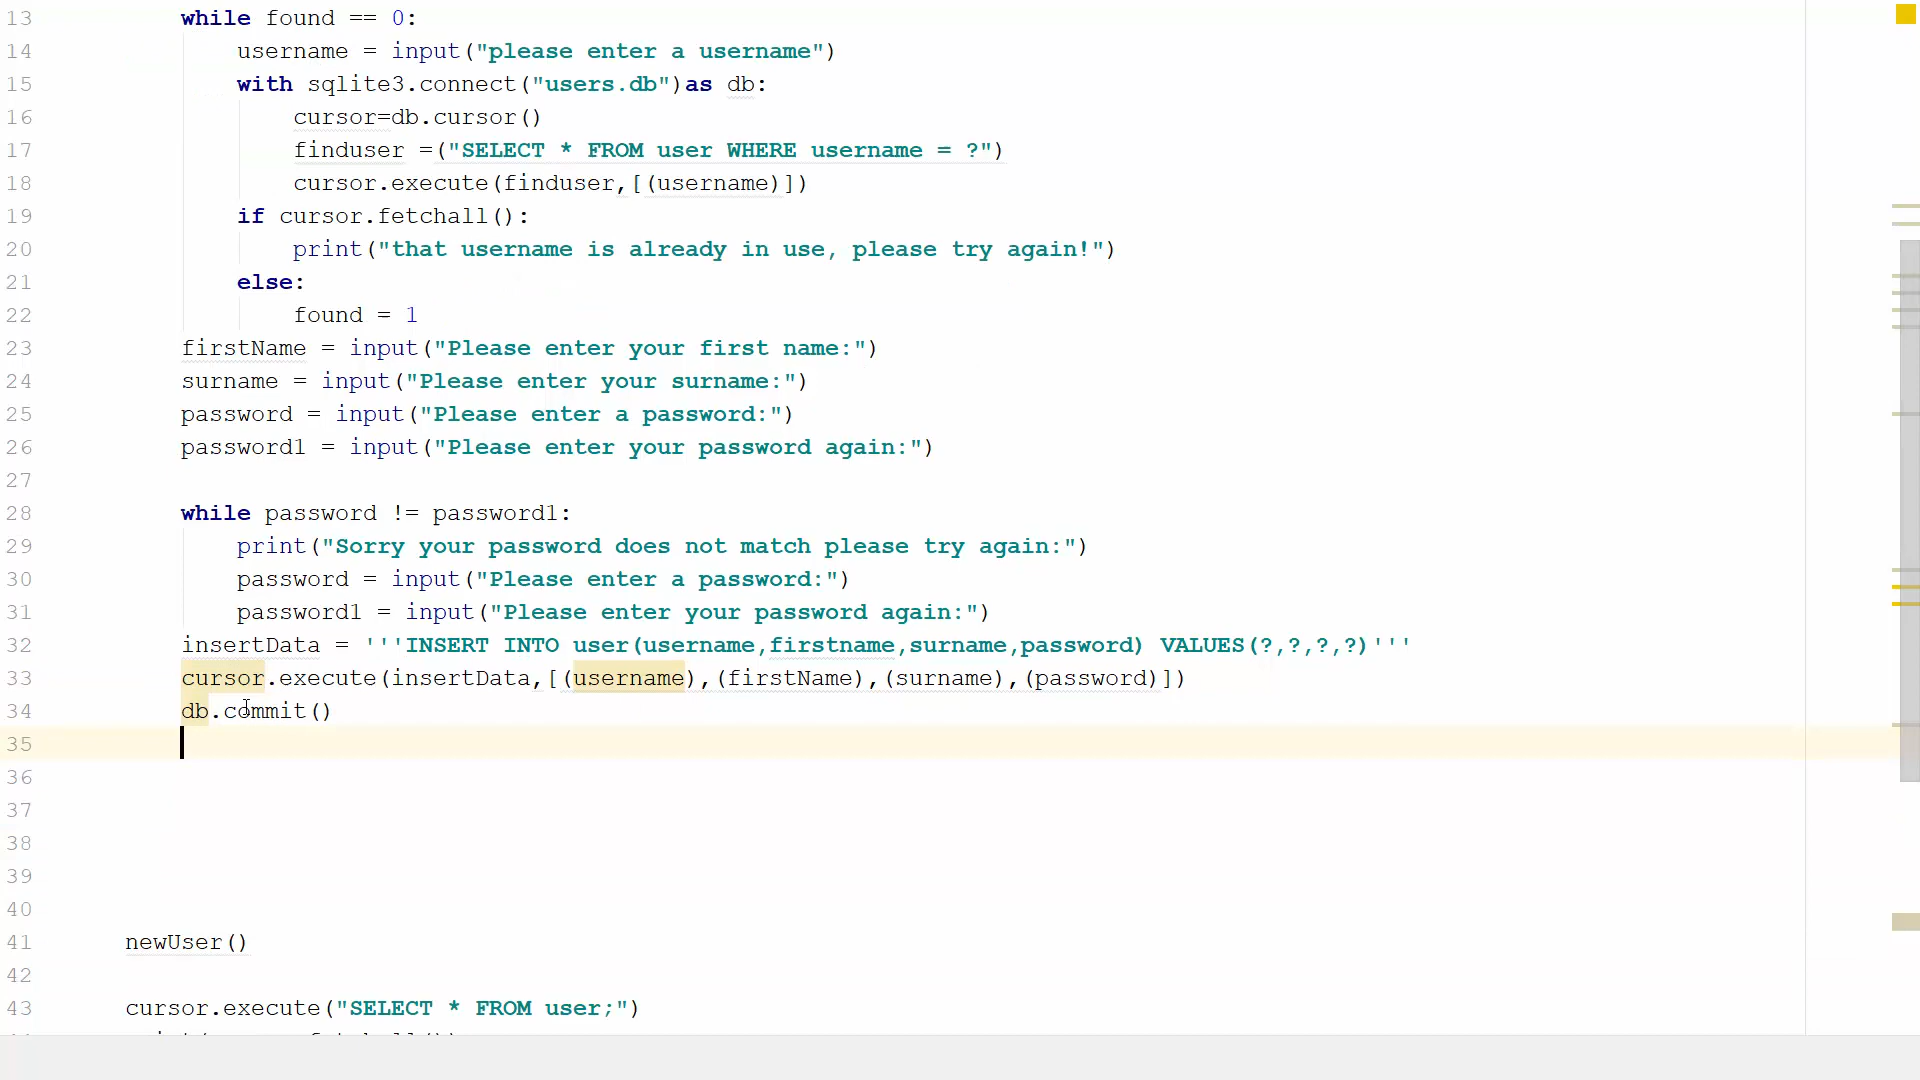 13 while found == 0:
14 username = input("please enter a username")
15 with sqlite3.connect("users.db")as db:
16 cursor=db.cursor()
17 finduser =("SELECT * FROM user WHERE username = ?")
18 cursor.execute(finduser,[(username)])
19 if cursor.fetchall():
20 print("that username is already in use, please try again!")
21 else:
22 found = 1
23 firstName = input("Please enter your first name:")
24 surname = input("Please enter your surname:")
25 password = input("Please enter a password:")
26 password1 = input("Please enter your password again:")
27
28 while password != password1:
29 print("Sorry your password does not match please try again:")
30 password = input("Please enter a password:")
31 password1 = input("Please enter your password again:")
32 insertData = '''INSERT INTO user(username,firstname,surname,password) VALUES(?,?,?,?)'''
33 cursor.execute(insertData,[(username),(firstName),(surname),(password)])
34 db.commit()
35
36
37
38
39
40
41 newUser()
42
43 cursor.execute("SELECT * FROM user;")